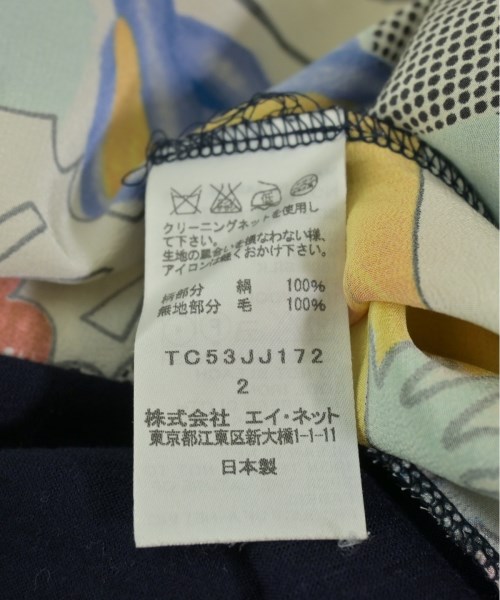 クリーニングネットを使用し
て下さい。
生地の風合いを損なわない様、
アイロンは軽くおかけ下さい。
柄部分 絹 100%
無地部分 毛 100%
TC53JJ172
2
株式会社 エイ・ネット
東京都江東区新大橋1-1-11
日本製